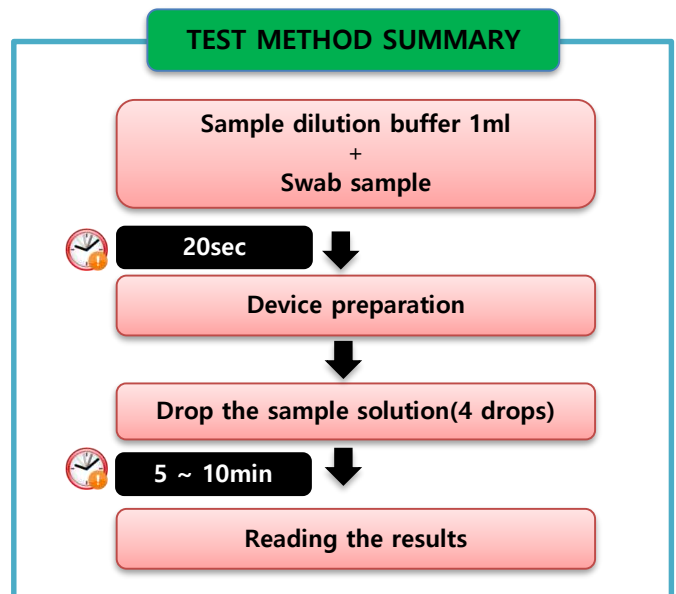 TEST METHOD SUMMARY
Sample dilution buffer 1ml
+
Swab sample
20sec
Device preparation
Drop the sample solution(4 drops)
5 ~ 10min
Reading the results